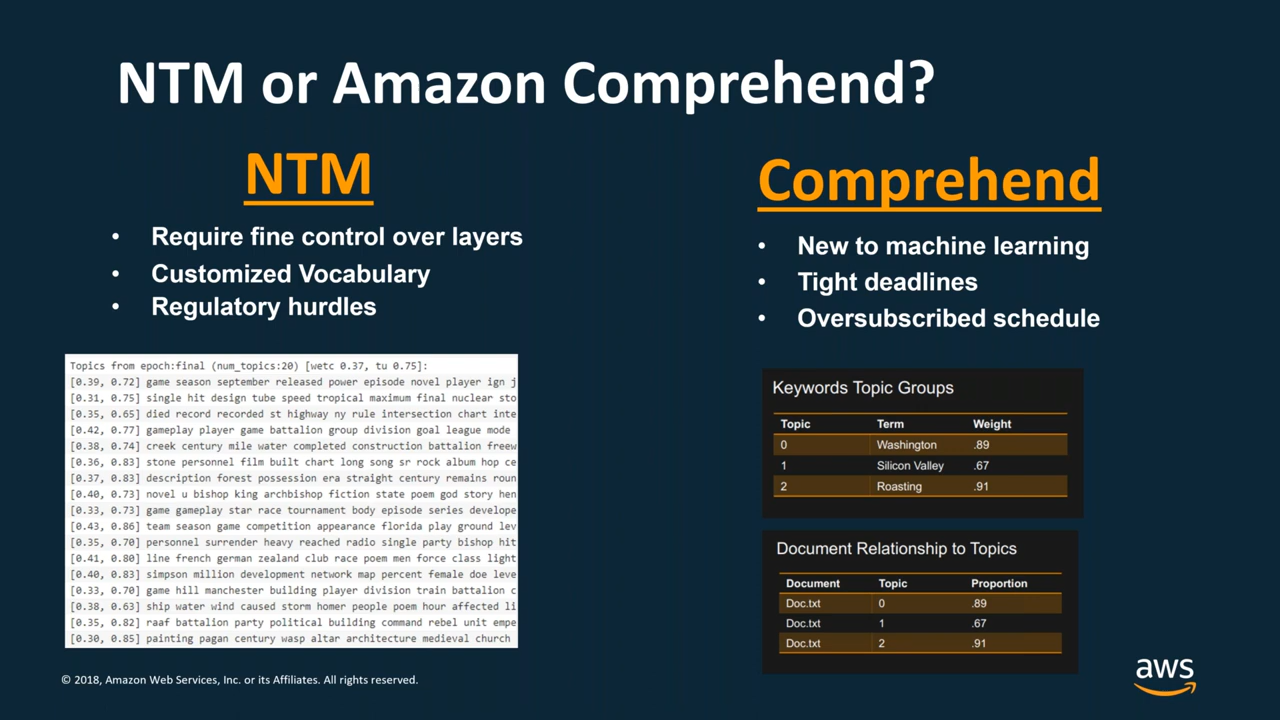 NTM or Amazon Comprehend?
NTM
• Require fine control over layers
• Customized Vocabulary
• Regulatory hurdles
Topics from epoch:final (num_topics:20) [wetc 0.37, tu 0.75]:
[0.39, 0.72] game season september released power episode novel player ign j
[0.31, 0.75] single hit design tube speed tropical maximum final nuclear sto
[0.35, 0.65] died record recorded st highway ny rule intersection chart inte
[0.42, 0.77] gameplay player game battalion group division goal league mode
[0.38, 0.74] creek century mile water completed construction battalion freew
[0.36, 0.83] stone personnel film built chart long song sr rock album hop ce
[0.37, 0.83] description forest possession era straight century remains roun
[0.40, 0.73] novel u bishop king archbishop fiction state poem god story hen
[0.33, 0.73] game gameplay star race tournament body episode series develope
[0.43, 0.86] team season game competition appearance florida play ground lev
[0.35, 0.70] personnel surrender heavy reached radio single party bishop hit
[0.41, 0.80] line french german zealand club race poem men force class light
[0.40, 0.83] simpson million development network map percent female doe leve
[0.33, 0.70] game hill manchester building player division train battalion c
[0.38, 0.63] ship water wind caused storm homer people poem hour affected li
[0.35, 0.82] raaf battalion party political building command rebel unit empe
[0.30, 0.85] painting pagan century wasp altar architecture medieval church
Comprehend
• New to machine learning
• Tight deadlines
• Oversubscribed schedule
Keywords Topic Groups
Topic Term Weight
0 Washington .89
1 Silicon Valley .67
2 Roasting .91
Document Relationship to Topics
Document Topic Proportion
Doc.txt 0 .89
Doc.txt 1 .67
Doc.txt 2 .91
© 2018, Amazon Web Services, Inc. or its Affiliates. All rights reserved.
aws